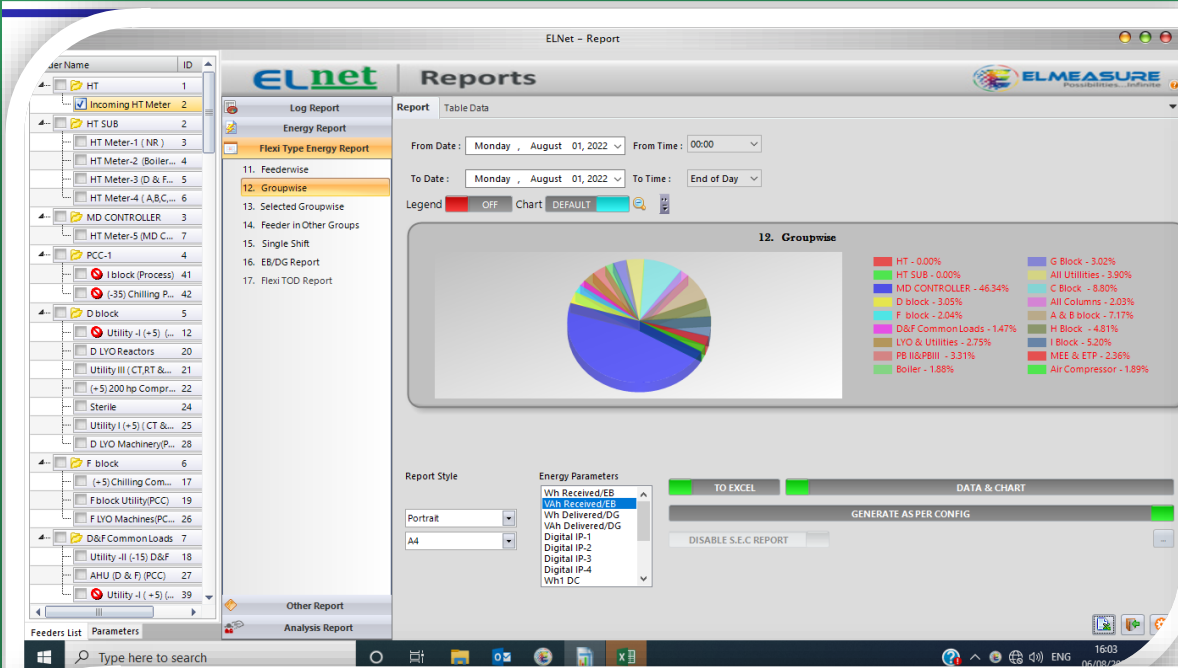 ELNet – Report
Name ID
HT 1
Incoming HT Meter 2
HT SUB 2
HT Meter-1 ( NR ) 3
HT Meter-2 (Boiler... 4
HT Meter-3 (D & F... 5
HT Meter-4 ( A,B,C,... 6
MD CONTROLLER 3
HT Meter-5 (MD C... 7
PCC-1 4
I block (Process) 41
(-35) Chilling P... 42
D block 5
Utility -I (+5) (... 12
D LYO Reactors 20
Utility III ( CT,RT &... 21
(+5) 200 hp Compr... 22
Sterile 24
Utility I (+5) ( CT &... 25
D LYO Machinery(P... 28
F block 6
(+5) Chilling Com... 17
F block Utility(PCC) 19
F LYO Machines(PC... 26
D&F Common Loads 7
Utility -II (-15) D&F 18
AHU (D & F) (PCC) 27
Utility -I ( +5) (... 39
Feeders List Parameters
ELnet Reports
ELMEASURE
Possibilities...Infinite
Log Report
Energy Report
Flexi Type Energy Report
11. Feederwise
12. Groupwise
13. Selected Groupwise
14. Feeder in Other Groups
15. Single Shift
16. EB/DG Report
17. Flexi TOD Report
Other Report
Analysis Report
Report Table Data
From Date : Monday , August 01, 2022 From Time : 00:00
To Date : Monday , August 01, 2022 To Time : End of Day
Legend OFF Chart DEFAULT
12. Groupwise
HT - 0.00%
HT SUB - 0.00%
MD CONTROLLER - 46.34%
D block - 3.05%
F block - 2.04%
D&F Common Loads - 1.47%
LYO & Utilities - 2.75%
PB II&PBIII - 3.31%
Boiler - 1.88%
G Block - 3.02%
All Utillities - 3.90%
C Block - 8.80%
All Columns - 2.03%
A & B block - 7.17%
H Block - 4.81%
I Block - 5.20%
MEE & ETP - 2.36%
Air Compressor - 1.89%
Report Style
Portrait
A4
Energy Parameters
Wh Received/EB
VAh Received/EB
Wh Delivered/DG
VAh Delivered/DG
Digital IP-1
Digital IP-2
Digital IP-3
Digital IP-4
Wh1 DC
TO EXCEL DATA & CHART
GENERATE AS PER CONFIG
DISABLE S.E.C REPORT ...
Type here to search
ENG 16:03